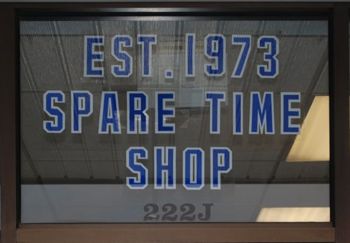 EST. 1973
SPARE TIME
SHOP
222J